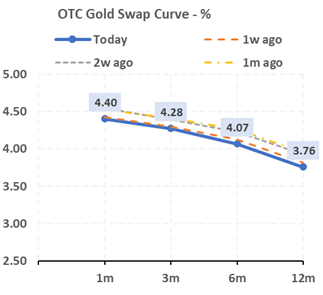 OTC Gold Swap Curve - %
Today
1w ago
2w ago
1m ago
5.00
4.50
4.00
3.50
3.00
2.50
4.40
4.28
4.07
3.76
1m
3m
6m
12m